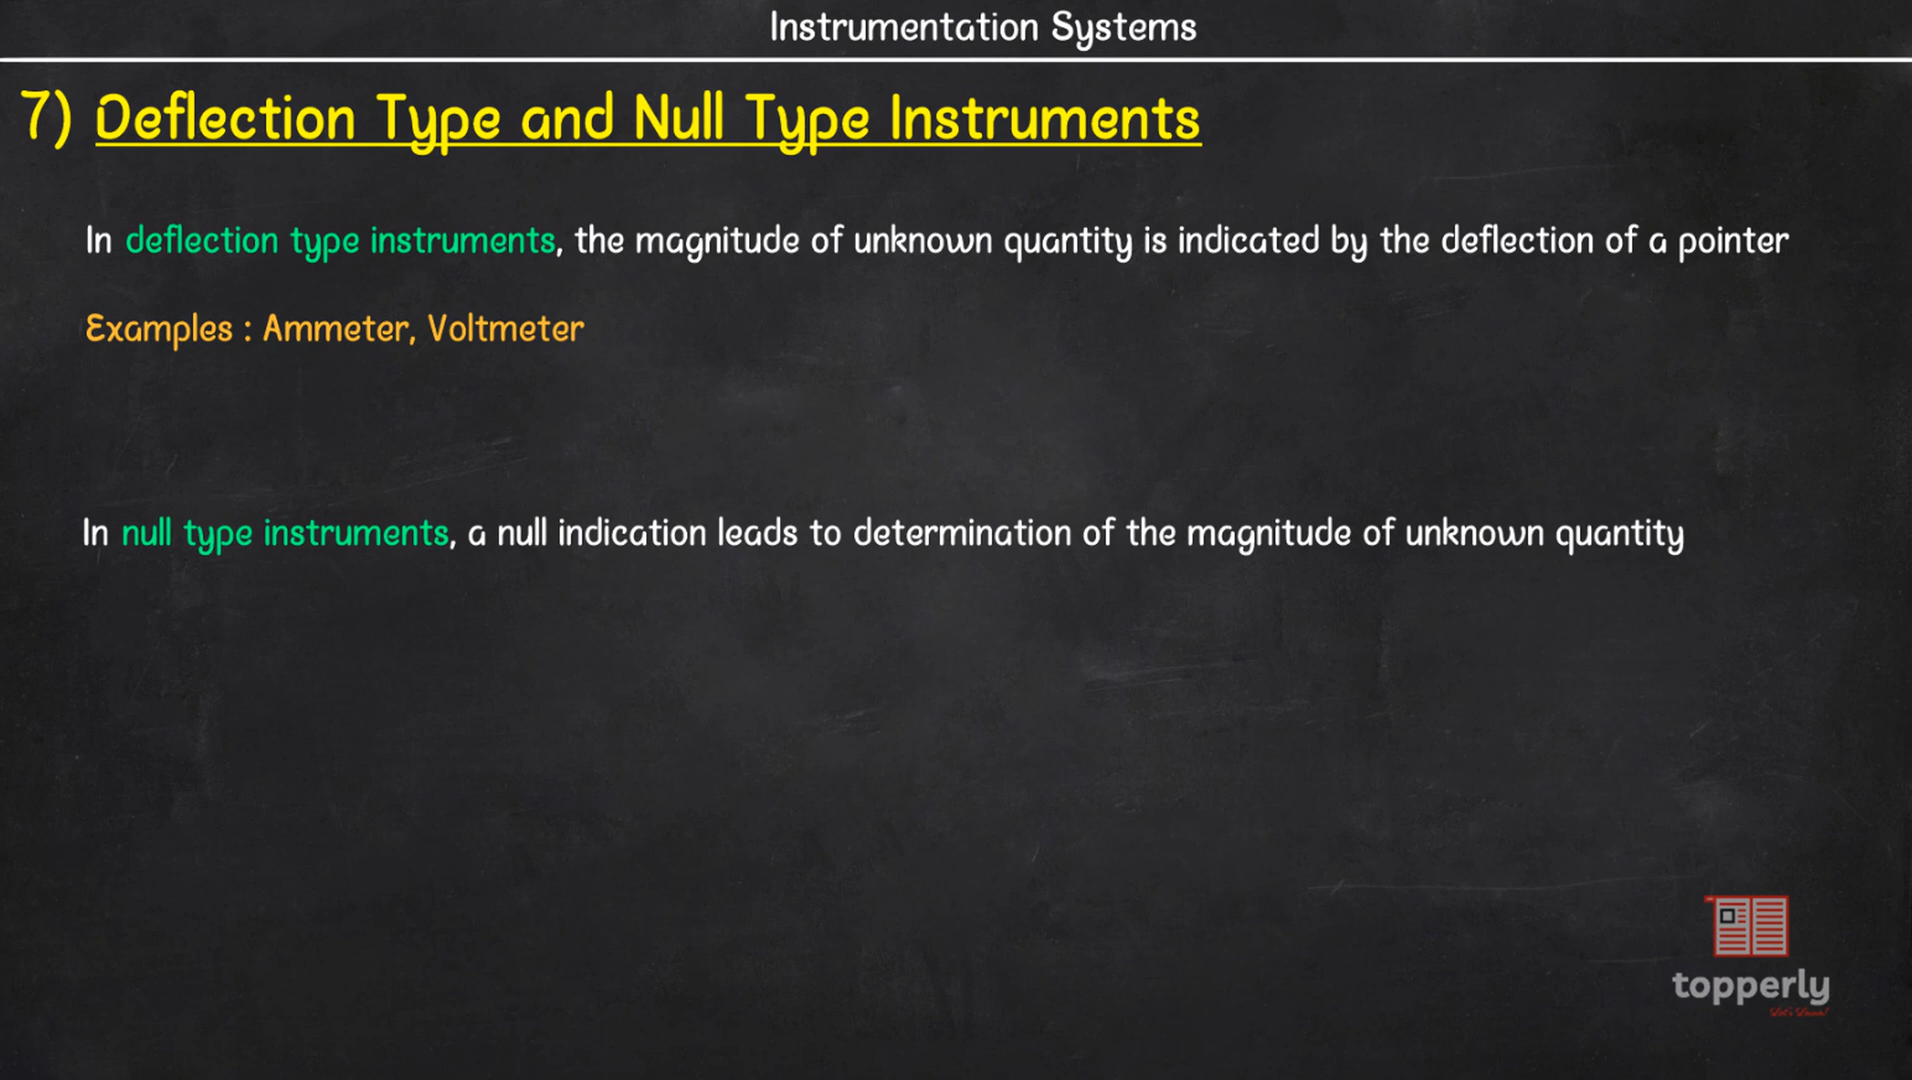 Instrumentation Systems
7) Deflection Type and Null Type Instruments
In deflection type instruments, the magnitude of unknown quantity is indicated by the deflection of a pointer
Examples : Ammeter, Voltmeter
In null type instruments, a null indication leads to determination of the magnitude of unknown quantity
topperly
Let's Learn!